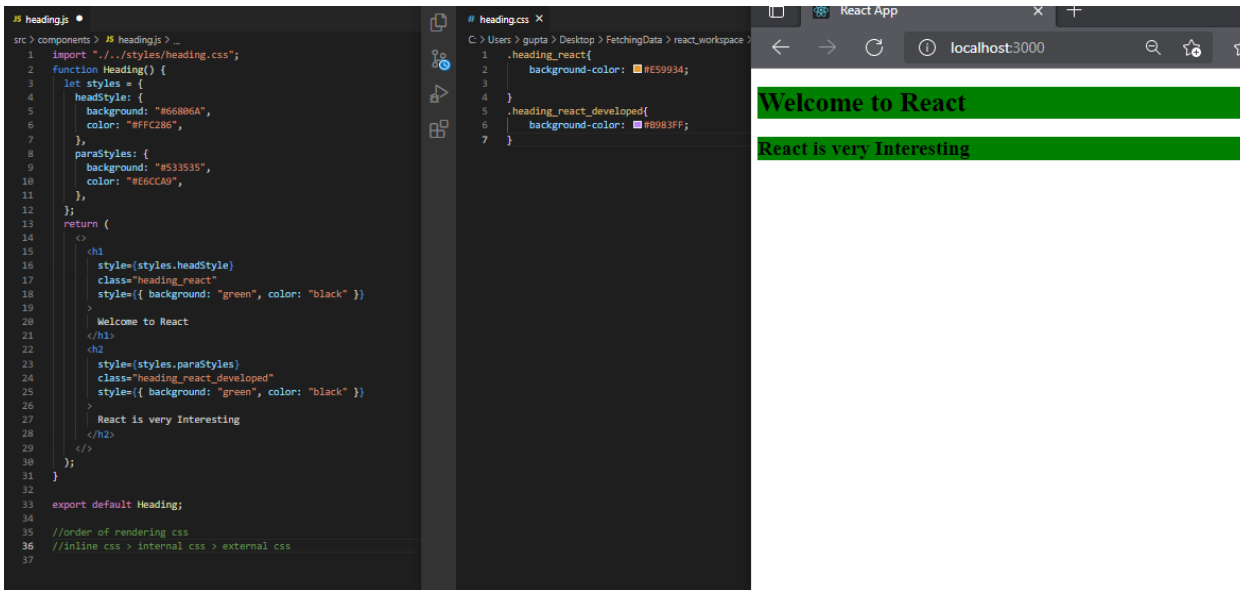 JS heading.js ●
src > components > JS heading.js > ...
1 import "./../styles/heading.css";
2 function Heading() {
3 let styles = {
4 headStyle: {
5 background: "#66806A",
6 color: "#FFC286",
7 },
8 paraStyles: {
9 background: "#533535",
10 color: "#E6CCA9",
11 },
12 };
13 return (
14 <>
15 <h1
16 style={styles.headStyle}
17 class="heading_react"
18 style={{ background: "green", color: "black" }}
19 >
20 Welcome to React
21 </h1>
22 <h2
23 style={styles.paraStyles}
24 class="heading_react_developed"
25 style={{ background: "green", color: "black" }}
26 >
27 React is very Interesting
28 </h2>
29 </>
30 );
31 }
32
33 export default Heading;
34
35 //order of rendering css
36 //inline css > internal css > external css
37
# heading.css ×
C: > Users > gupta > Desktop > FetchingData > react_workspace >
1 .heading_react{
2 background-color: #E59934;
3
4 }
5 .heading_react_developed{
6 background-color: #B983FF;
7 }
React App
localhost:3000
Welcome to React
React is very Interesting